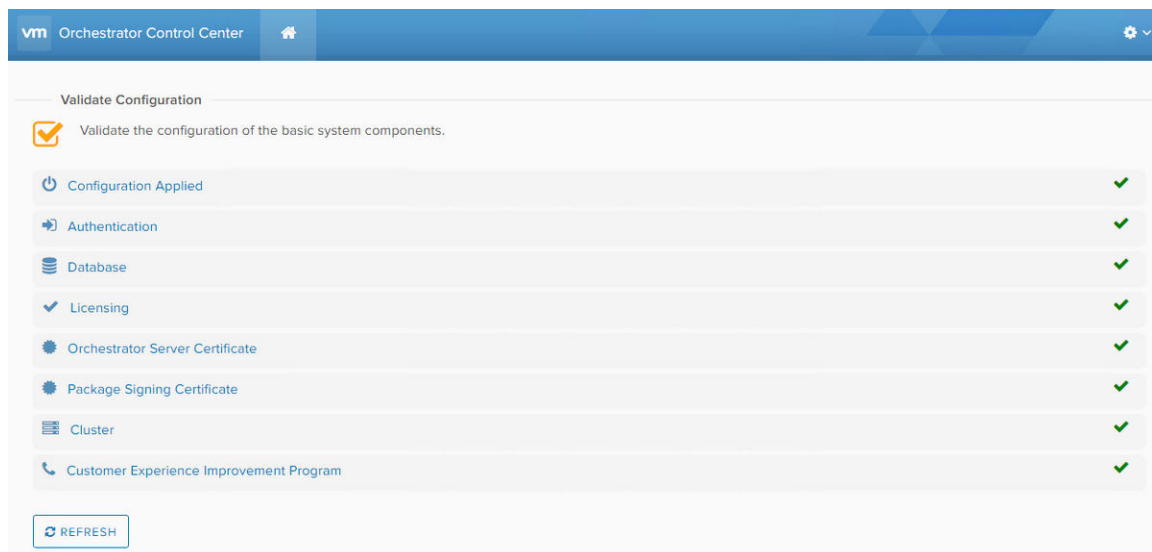 vm Orchestrator Control Center
Validate Configuration
Validate the configuration of the basic system components.
Configuration Applied
Authentication
Database
Licensing
Orchestrator Server Certificate
Package Signing Certificate
Cluster
Customer Experience Improvement Program
REFRESH